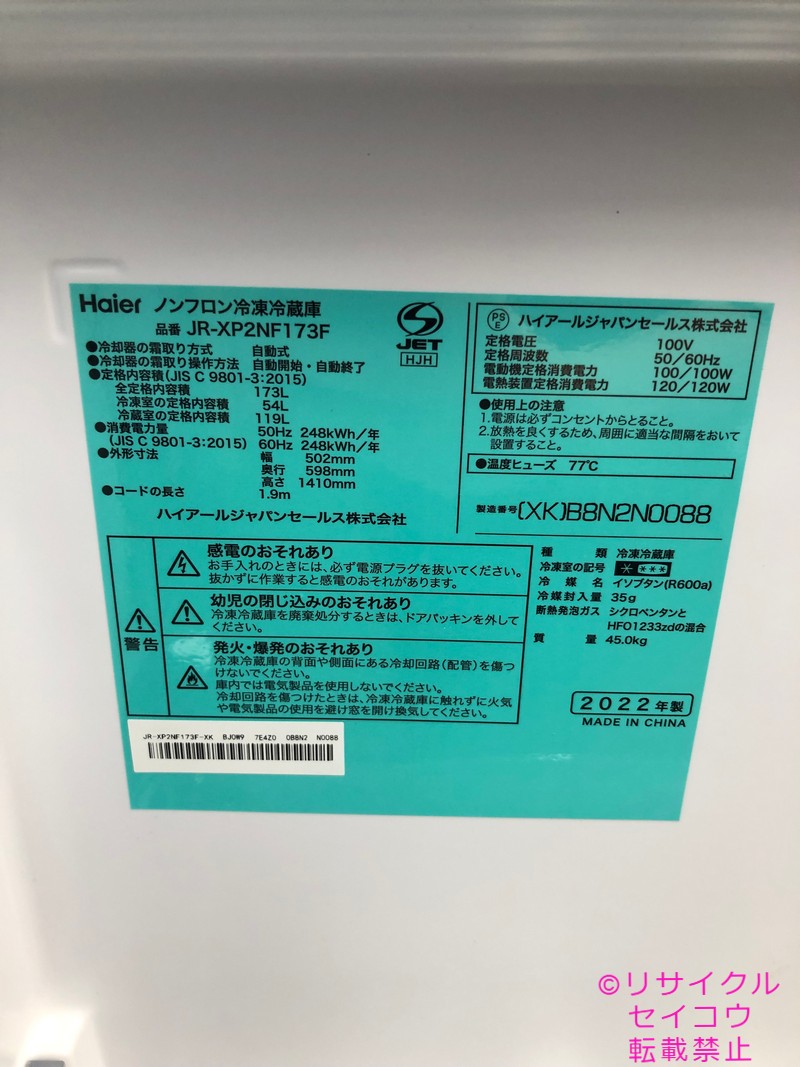 Haier ノンフロン冷凍冷蔵庫
品番 JR-XP2NF173F
JET
HJH
●冷却器の霜取り方式 自動式
●冷却器の霜取り操作方法 自動開始・自動終了
●定格内容積(JIS C 9801-3:2015)
全定格内容積 173L
冷凍室の定格内容積 54L
冷蔵室の定格内容積 119L
●消費電力量 50Hz 248kWh/年
(JIS C 9801-3:2015) 60Hz 248kWh/年
●外形寸法 幅 502mm
奥行 598mm
高さ 1410mm
●コードの長さ 1.9m
ハイアールジャパンセールス株式会社
PSE ハイアールジャパンセールス株式会社
定格電圧 100V
定格周波数 50/60Hz
電動機定格消費電力 100/100W
電熱装置定格消費電力 120/120W
●使用上の注意
1.電源は必ずコンセントからとること。
2.放熱を良くするため、周囲に適当な間隔をおいて
設置すること。
●温度ヒューズ 77℃
製造番号(XK)B8N2N0088
警告
感電のおそれあり
お手入れのときには、必ず電源プラグを抜いてください。
抜かずに作業すると感電のおそれがあります。
幼児の閉じ込めのおそれあり
冷凍冷蔵庫を廃棄処分するときは、ドアパッキンを外して
ください。
発火・爆発のおそれあり
冷凍冷蔵庫の背面や側面にある冷却回路(配管)を傷つ
けないでください。
庫内では電気製品を使用しないでください。
冷却回路を傷つけたときは、冷凍冷蔵庫に触れずに火気
や電気製品の使用を避け窓を開け換気してください。
種類 冷凍冷蔵庫
冷凍室の記号 * ***
冷媒 イソブタン(R600a)
冷媒封入量 35g
断熱発泡ガス シクロペンタンと
HFO1233zdの混合
質量 45.0kg
2022年製
MADE IN CHINA
JR-XP2NF173F-XK BJ0W9 7E4Z0 0B8N2 N0088
©リサイクル
セイコウ
転載禁止